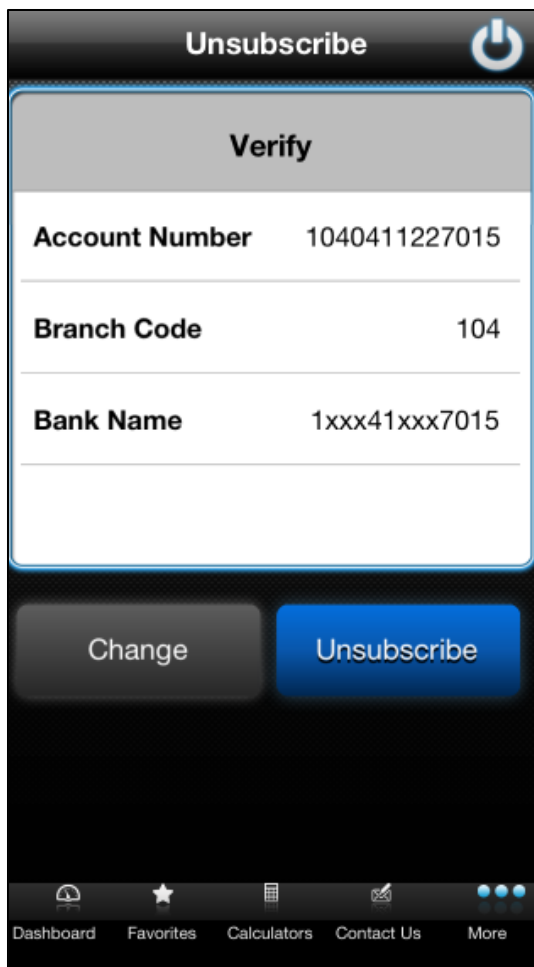 Unsubscribe
Verify
Account Number 1040411227015
Branch Code 104
Bank Name 1xxx41xxx7015
Change Unsubscribe
Dashboard Favorites Calculators Contact Us More